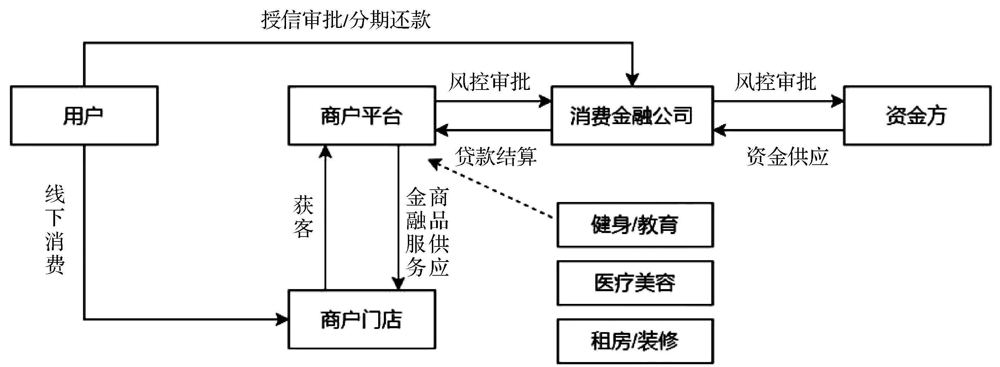 授信审批/分期还款
风控审批
风控审批
用户
商户平台
消费金融公司
资金方
贷款结算
资金供应
线下消费
获客
金融服务
商品供应
健身/教育
医疗美容
商户门店
租房/装修